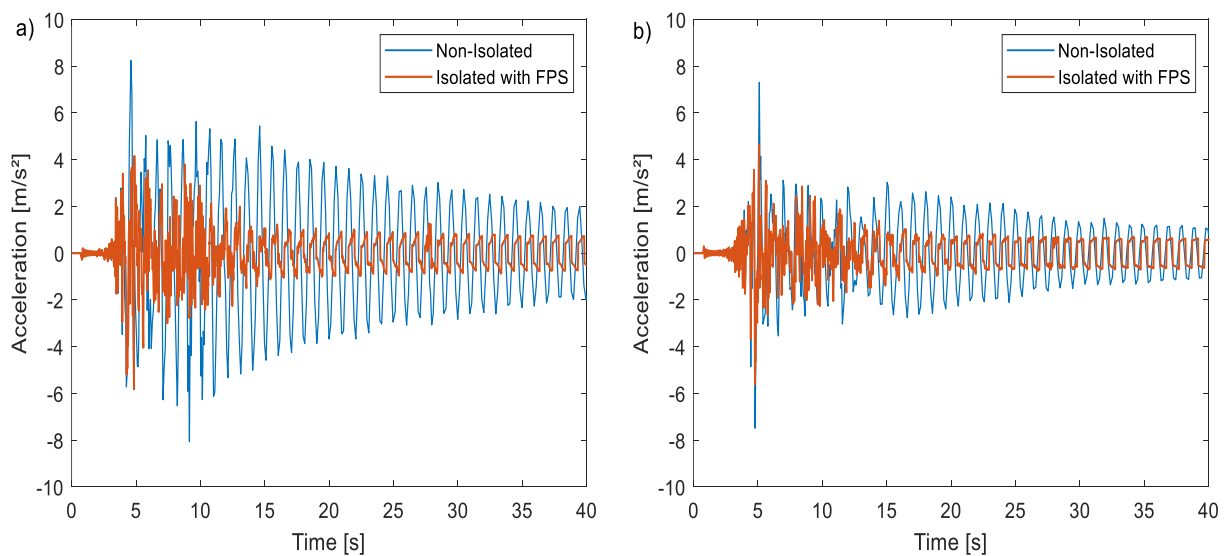 a)
10
8
6
4
2
0
-2
-4
-6
-8
-10
Acceleration [m/s²]
Non-Isolated
Isolated with FPS
0 5 10 15 20 25 30 35 40
Time [s]
b)
10
8
6
4
2
0
-2
-4
-6
-8
-10
Acceleration [m/s²]
Non-Isolated
Isolated with FPS
0 5 10 15 20 25 30 35 40
Time [s]